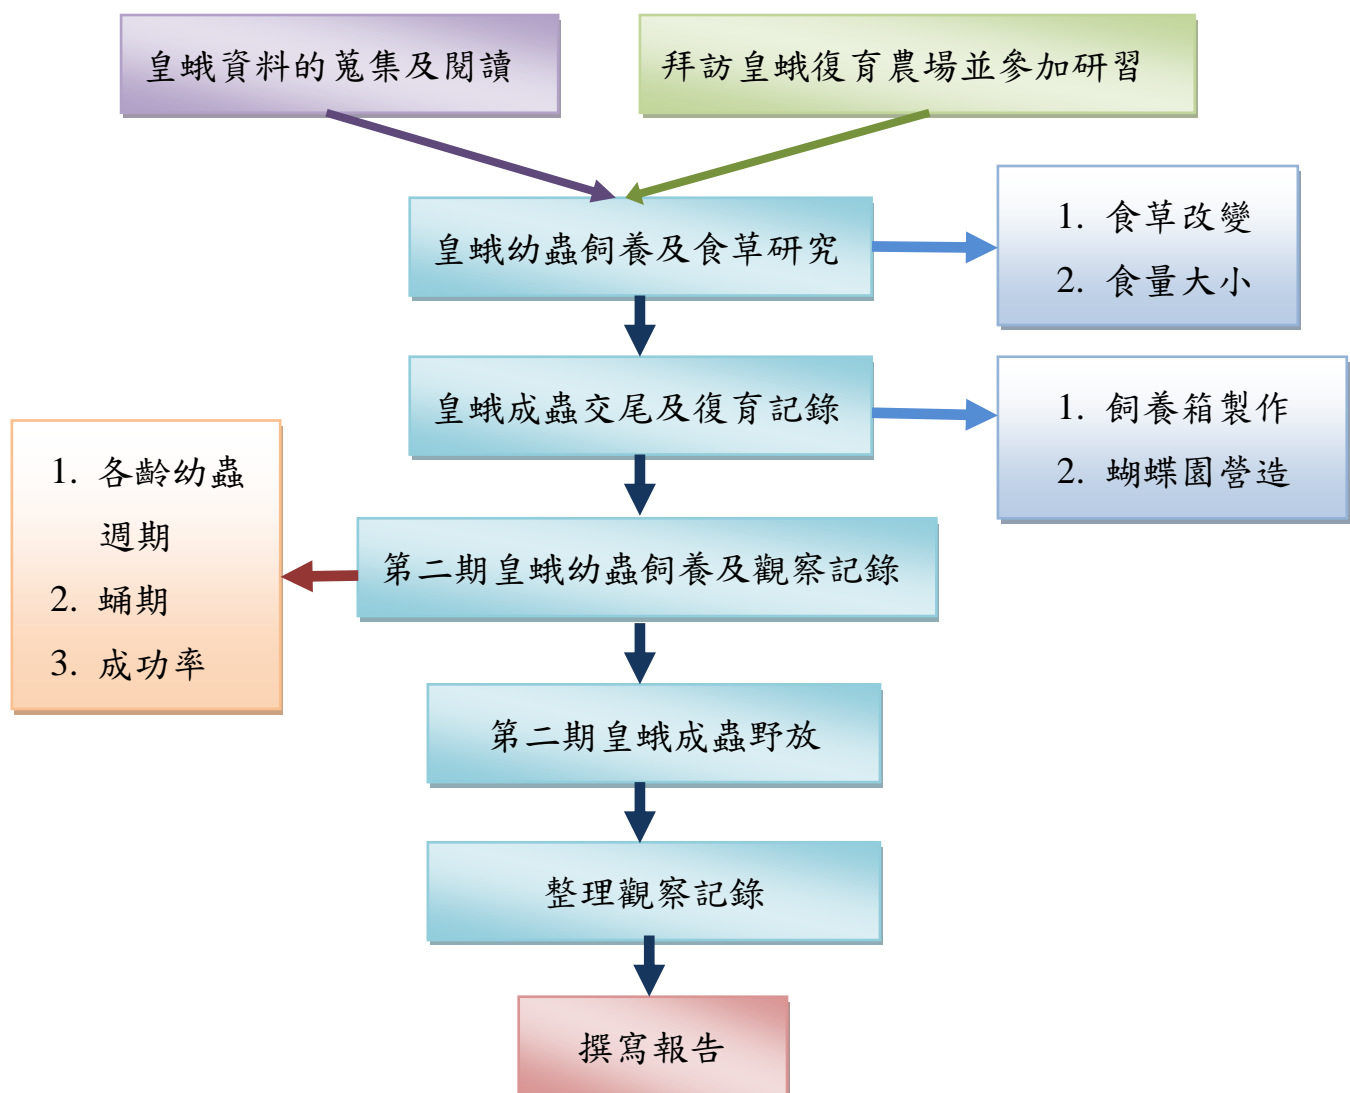 皇蛾資料的蒐集及閱讀
拜訪皇蛾復育農場並參加研習
皇蛾幼蟲飼養及食草研究
1. 食草改變
2. 食量大小
皇蛾成蟲交尾及復育記錄
1. 飼養箱製作
2. 蝴蝶園營造
第二期皇蛾幼蟲飼養及觀察記錄
1. 各齡幼蟲
週期
2. 蛹期
3. 成功率
第二期皇蛾成蟲野放
整理觀察記錄
撰寫報告